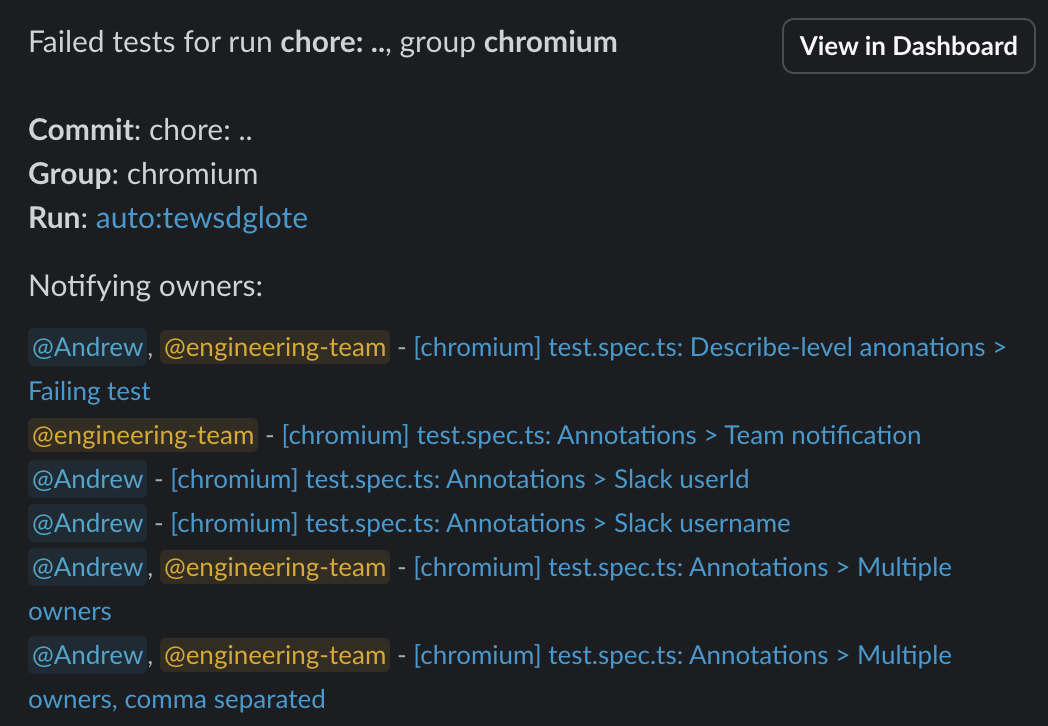 Failed tests for run chore: .., group chromium
View in Dashboard
Commit: chore: ..
Group: chromium
Run: auto:tewsdglote
Notifying owners:
@Andrew, @engineering-team - [chromium] test.spec.ts: Describe-level anonations >
Failing test
@engineering-team - [chromium] test.spec.ts: Annotations > Team notification
@Andrew - [chromium] test.spec.ts: Annotations > Slack userId
@Andrew - [chromium] test.spec.ts: Annotations > Slack username
@Andrew, @engineering-team - [chromium] test.spec.ts: Annotations > Multiple
owners
@Andrew, @engineering-team - [chromium] test.spec.ts: Annotations > Multiple
owners, comma separated